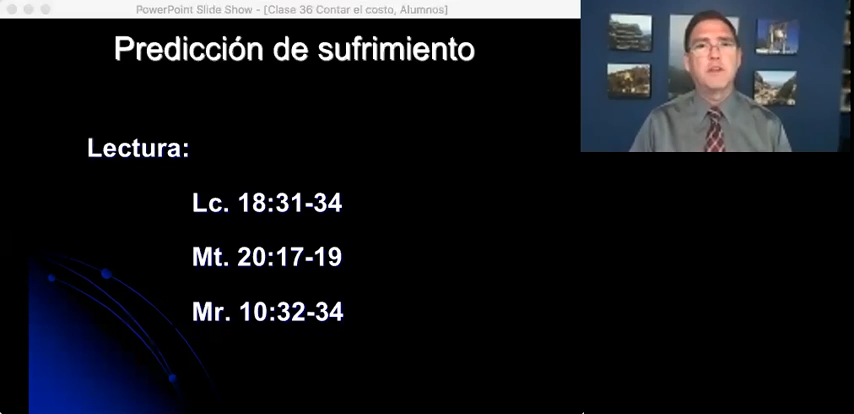 PowerPoint Slide Show - [Clase 36 Contar el costo, Alumnos]
Predicción de sufrimiento
Lectura:
Lc. 18:31-34
Mt. 20:17-19
Mr. 10:32-34